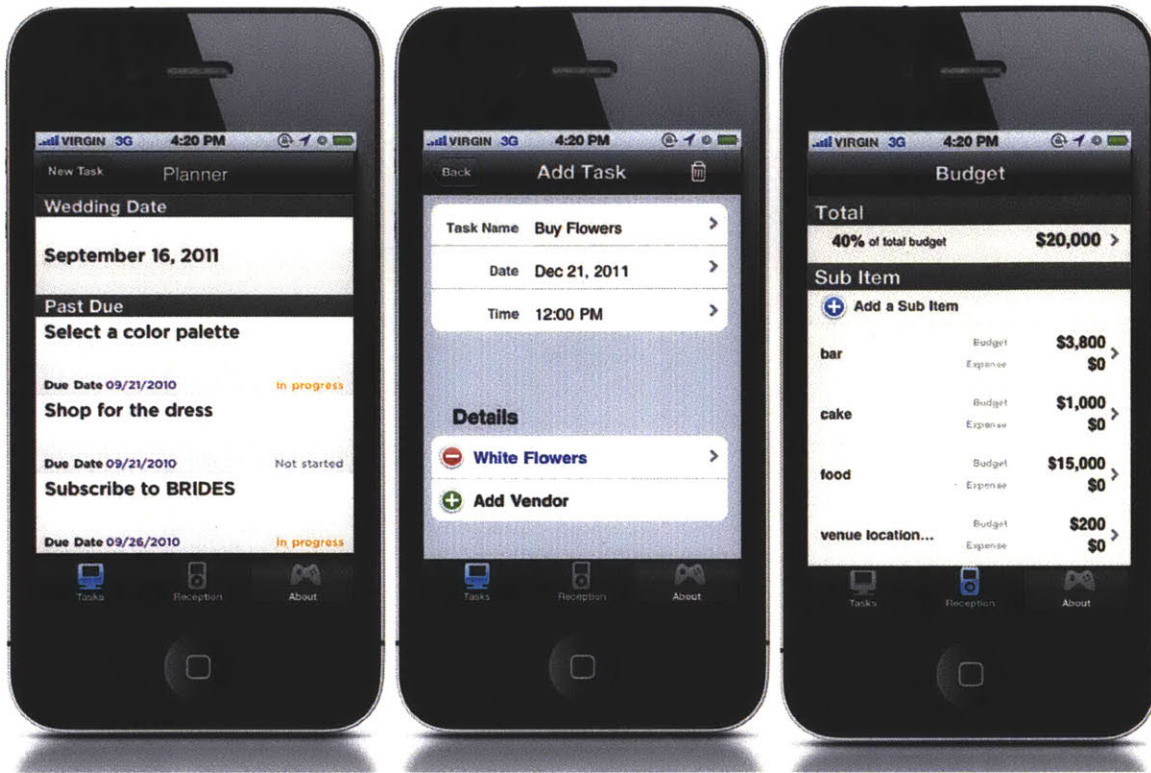 VIRGIN 3G 4:20 PM
New Task Planner
Wedding Date
September 16, 2011
Past Due
Select a color palette
Due Date 09/21/2010 In progress
Shop for the dress
Due Date 09/21/2010 Not started
Subscribe to BRIDES
Due Date 09/26/2010 In progress
Tasks Reception About
VIRGIN 3G 4:20 PM
Back Add Task
Task Name Buy Flowers
Date Dec 21, 2011
Time 12:00 PM
Details
White Flowers
Add Vendor
Tasks Reception About
VIRGIN 3G 4:20 PM
Budget
Total
40% of total budget $20,000
Sub Item
Add a Sub Item
bar Budget $3,800
Expense $0
cake Budget $1,000
Expense $0
food Budget $15,000
Expense $0
venue location... Budget $200
Expense $0
Tasks Reception About